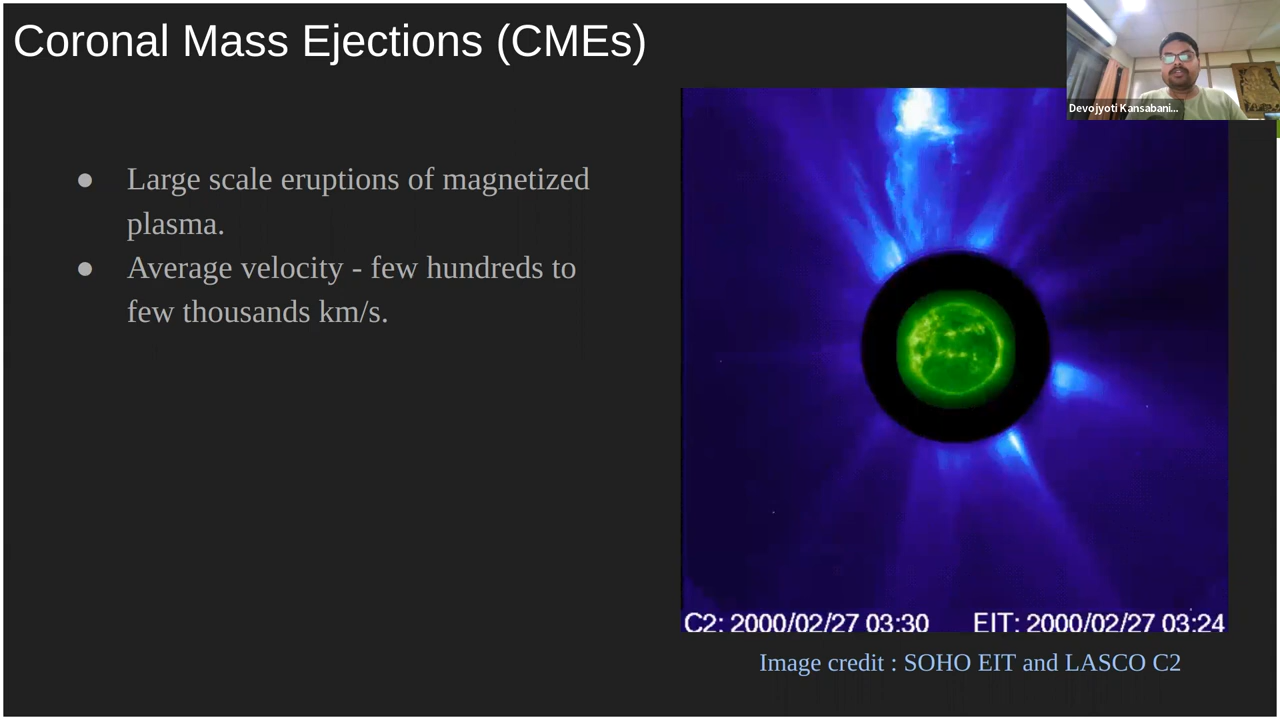 Coronal Mass Ejections (CMEs)
Devojyoti Kansabani...
● Large scale eruptions of magnetized
plasma.
● Average velocity - few hundreds to
few thousands km/s.
C2: 2000/02/27 03:30 EIT: 2000/02/27 03:24
Image credit : SOHO EIT and LASCO C2